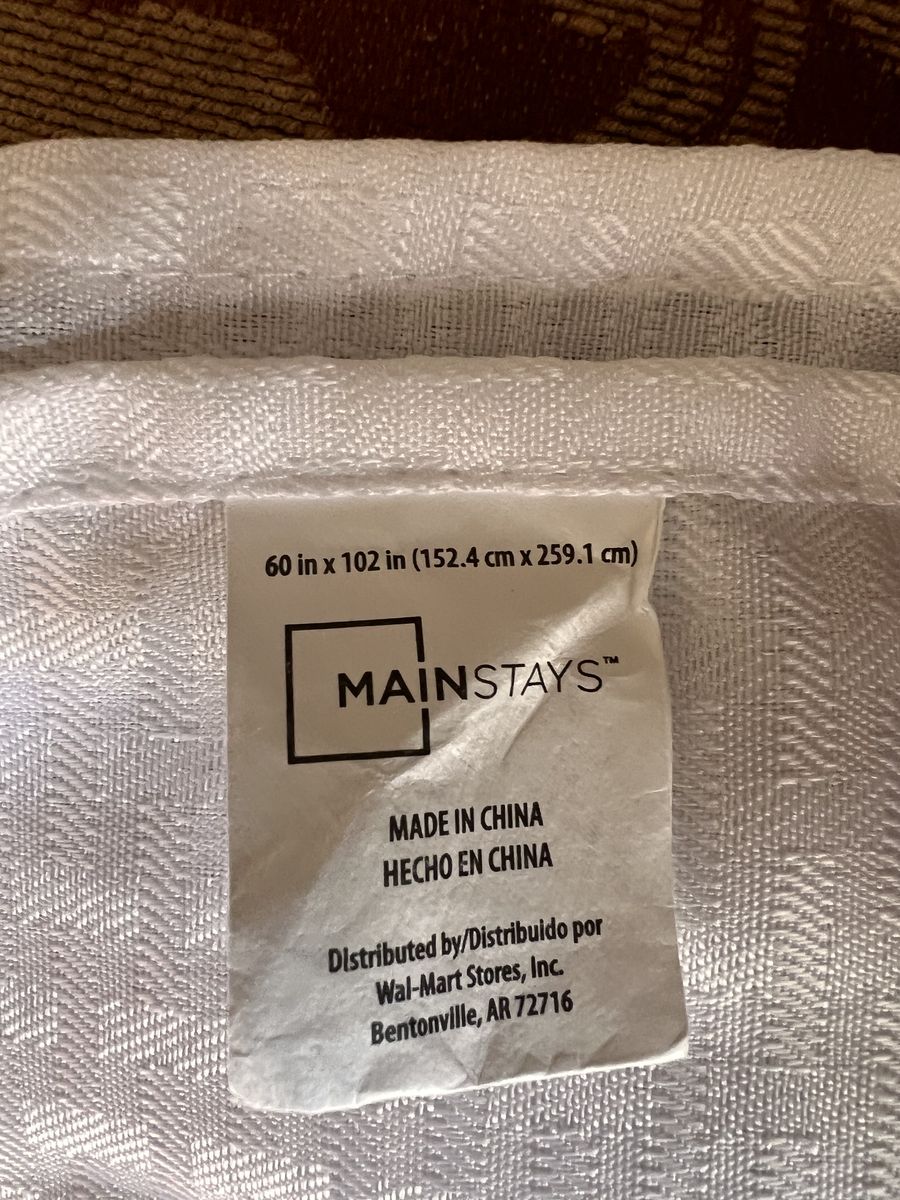 60 in x 102 in (152.4 cm x 259.1 cm)
MAINSTAYS™
MADE IN CHINA
HECHO EN CHINA
Distributed by/Distribuido por
Wal-Mart Stores, Inc.
Bentonville, AR 72716